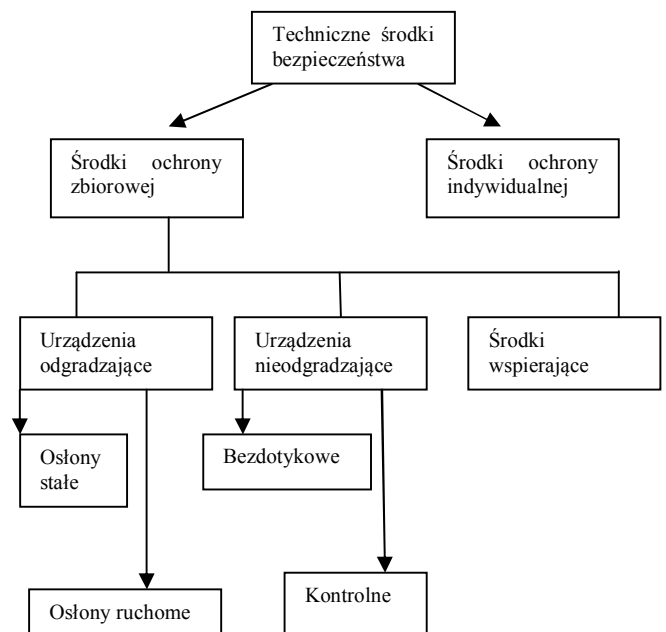 Techniczne środki
bezpieczeństwa
Środki ochrony
zbiorowej
Środki ochrony
indywidualnej
Urządzenia
odgradzające
Urządzenia
nieodgradzające
Środki
wspierające
Osłony
stałe
Bezdotykowe
Osłony ruchome
Kontrolne